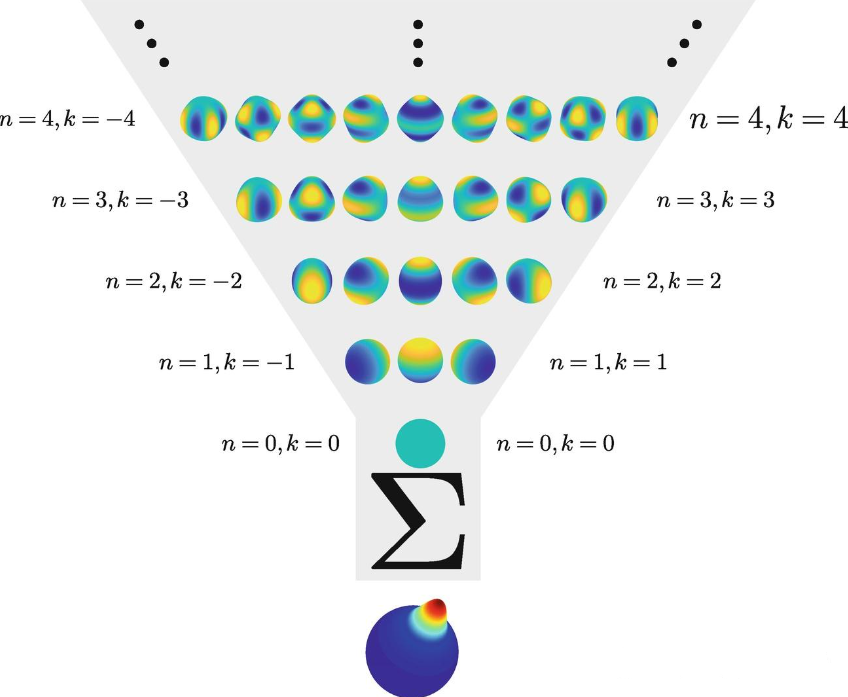 n = 4, k = −4
n = 4, k = 4
n = 3, k = −3
n = 3, k = 3
n = 2, k = −2
n = 2, k = 2
n = 1, k = −1
n = 1, k = 1
n = 0, k = 0
n = 0, k = 0
Σ